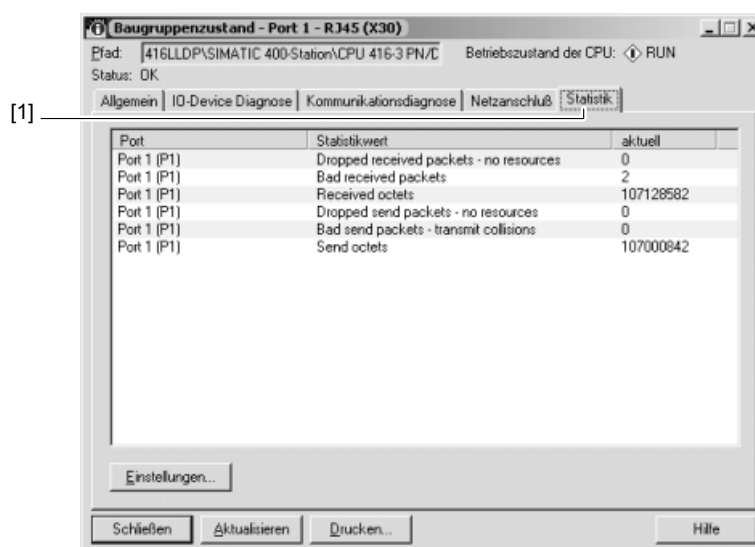 Baugruppenzustand - Port 1 - RJ45 (X30)
Pfad: 416LLDP\SIMATIC 400-Station\CPU 416-3 PN/D Betriebszustand der CPU: RUN
Status: OK
Allgemein IO-Device Diagnose Kommunikationsdiagnose Netzanschluß Statistik
[1]
Port Statistikwert aktuell
Port 1 (P1) Dropped received packets - no resources 0
Port 1 (P1) Bad received packets 2
Port 1 (P1) Received octets 107128582
Port 1 (P1) Dropped send packets - no resources 0
Port 1 (P1) Bad send packets - transmit collisions 0
Port 1 (P1) Send octets 107000842
Einstellungen...
Schließen Aktualisieren Drucken... Hilfe